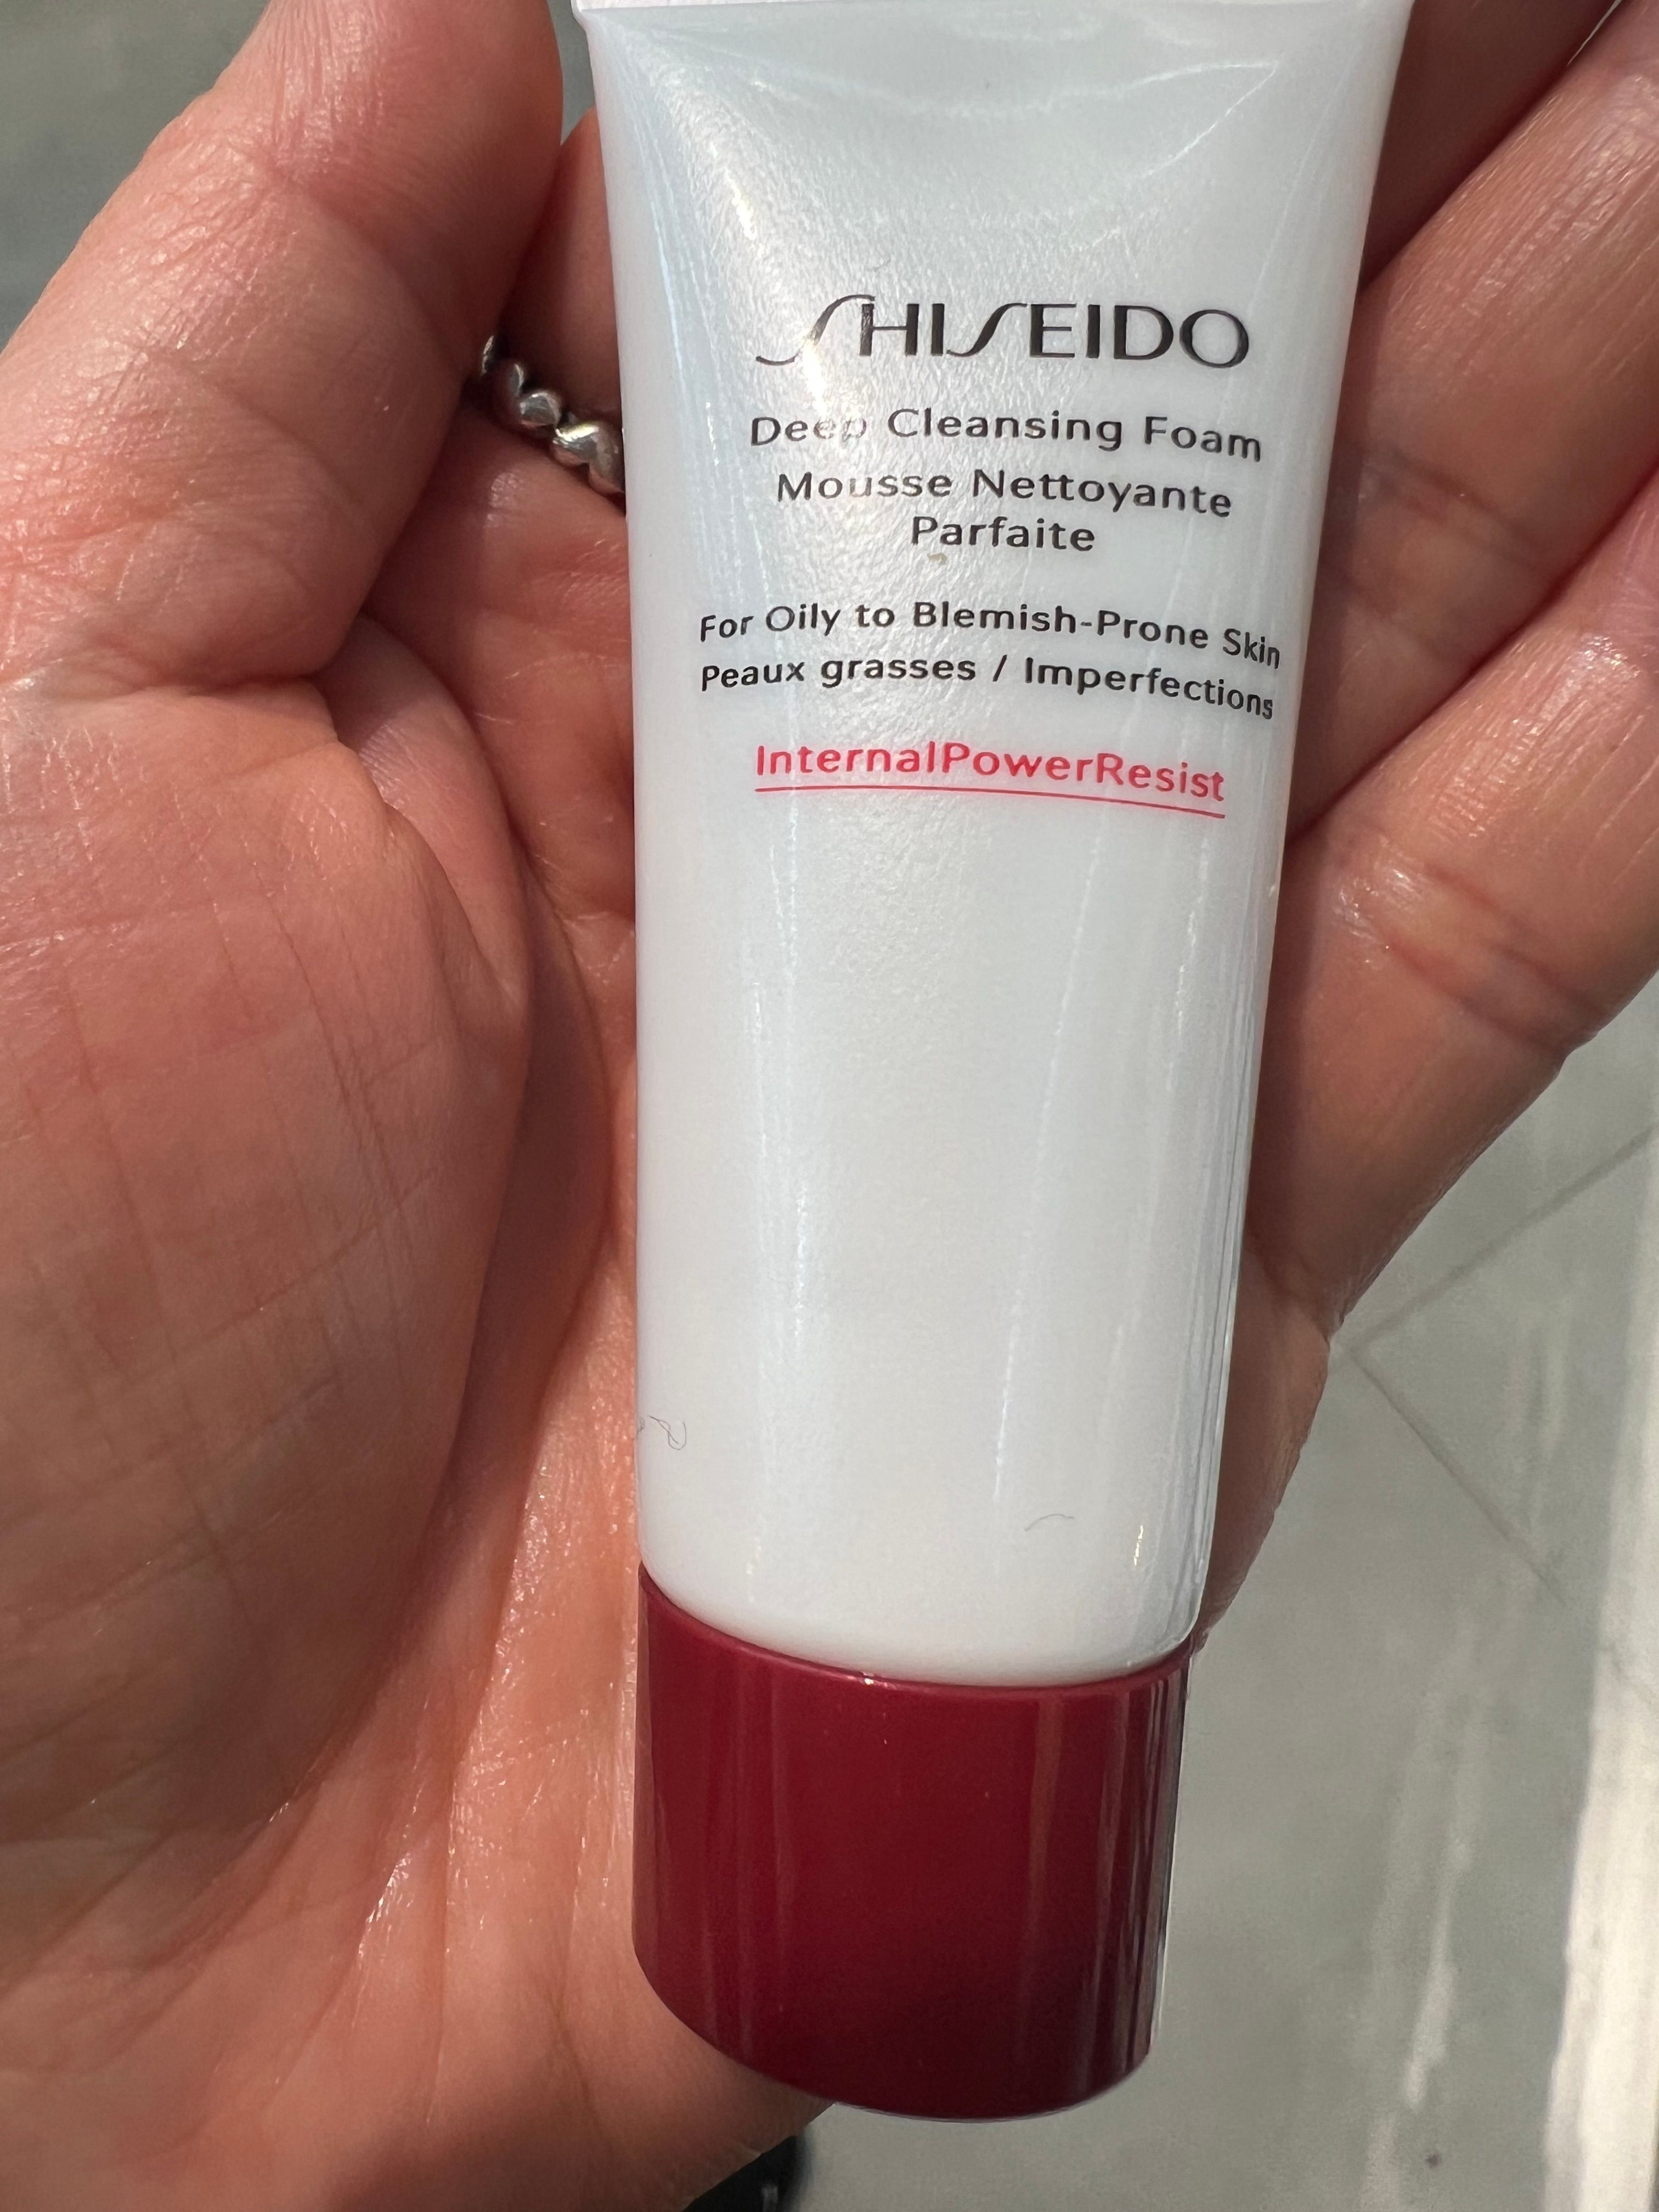 SHISEIDO
Deep Cleansing Foam
Mousse Nettoyante
Parfaite
For Oily to Blemish-Prone Skin
Peaux grasses / Imperfections
InternalPowerResist